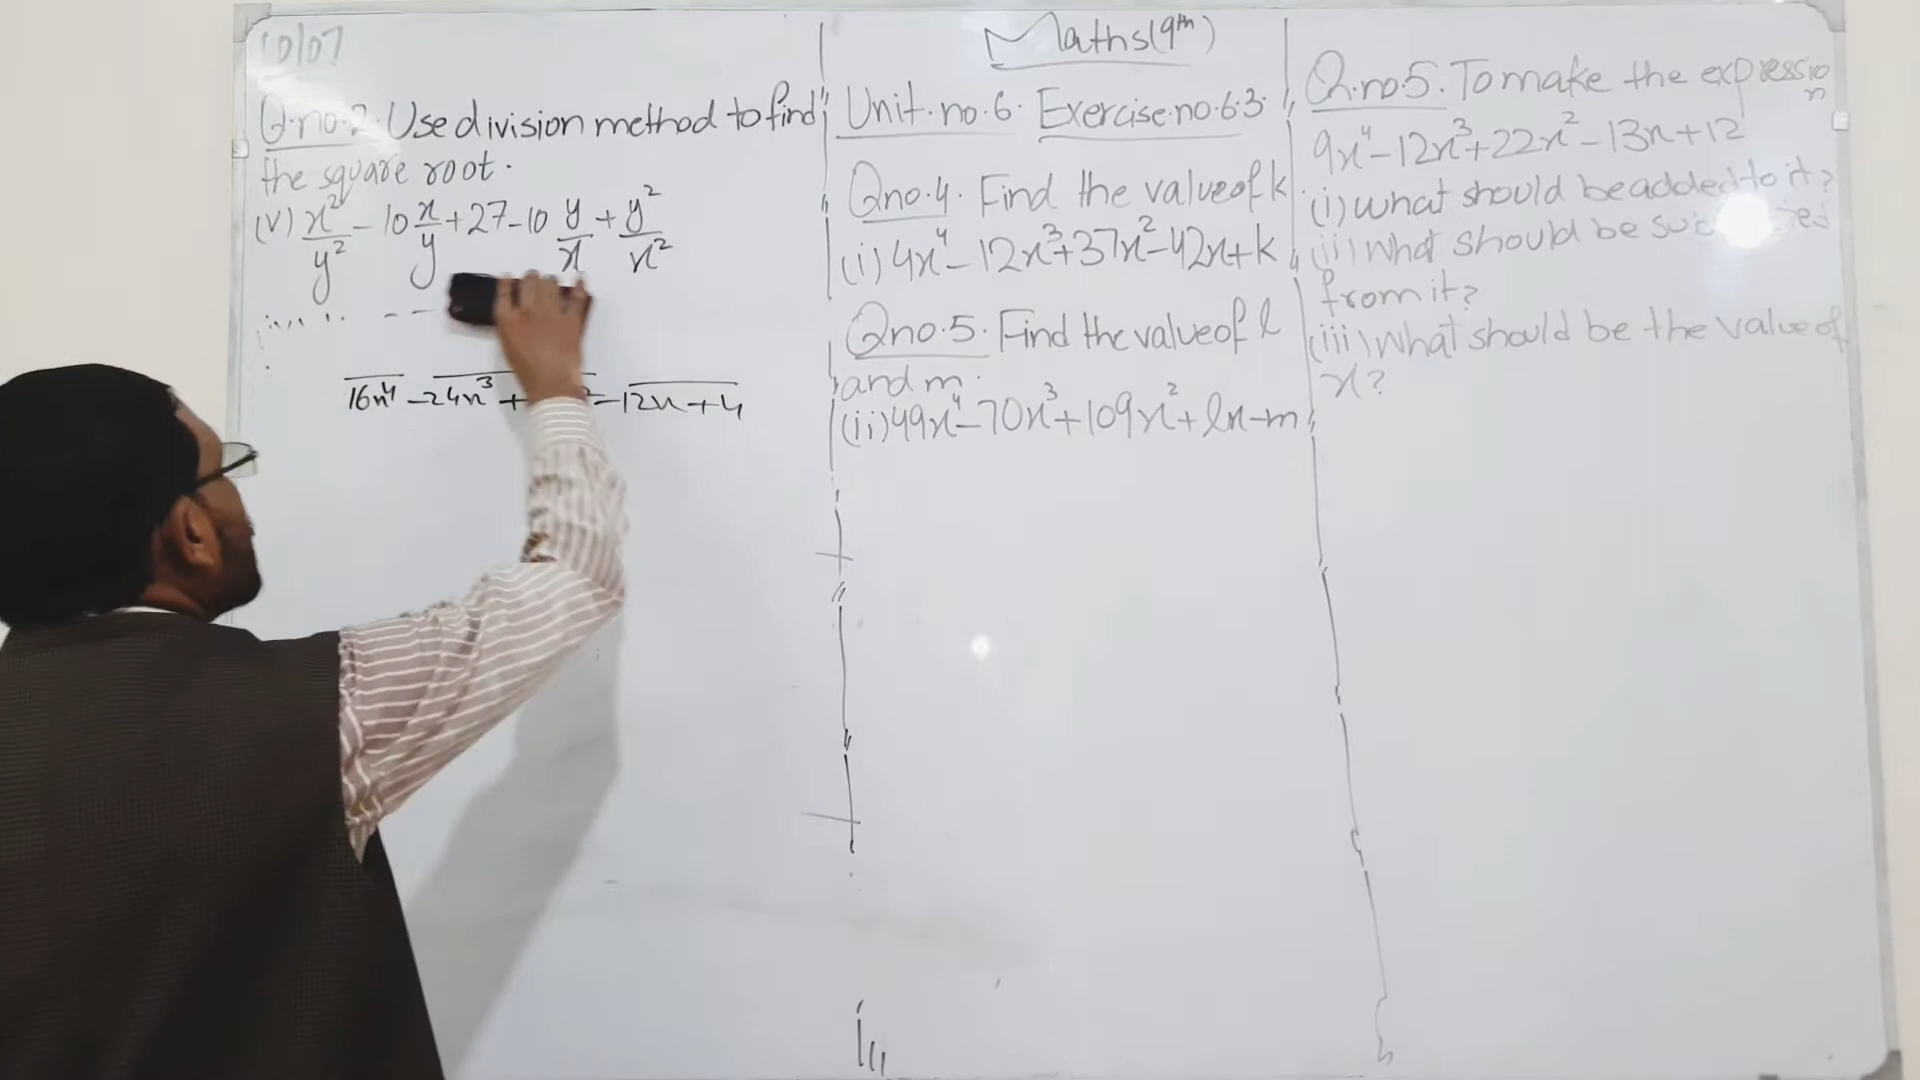 10/07
Q.no.2. Use division method to find
the square root.
(v) x²/y² - 10 x/y + 27 - 10 y/x + y²/x²
16x⁴ - 24x³ + - 12x + 4
Maths(9th)
Unit.no.6. Exercise.no.6.3.
Qno.4. Find the value of k
(i) 4x⁴ - 12x³ + 37x² - 42x + k
Qno.5. Find the value of l
and m.
(ii) 49x⁴ - 70x³ + 109x² + lx - m
Q.no.5. To make the expression
9x⁴ - 12x³ + 22x² - 13x + 12
(i) What should be added to it?
(ii) What should be
from it?
(iii) What should be the value of
x?